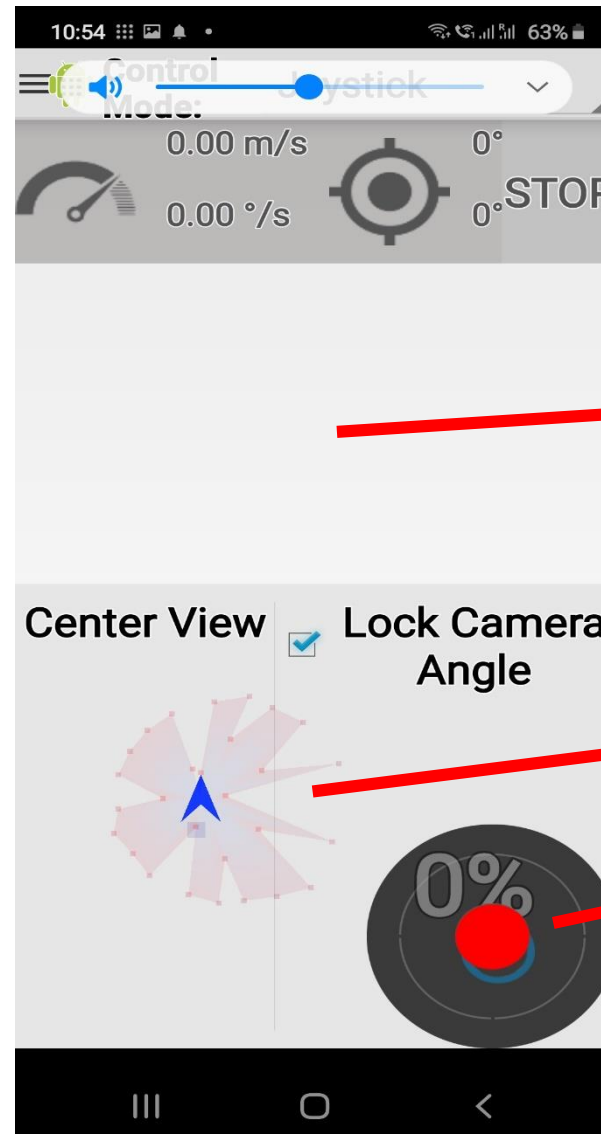 10:54 63%
Control Mode: Joystick
0.00 m/s 0°
0.00 °/s 0°
STOP
Center View
Lock Camera
Angle
0%